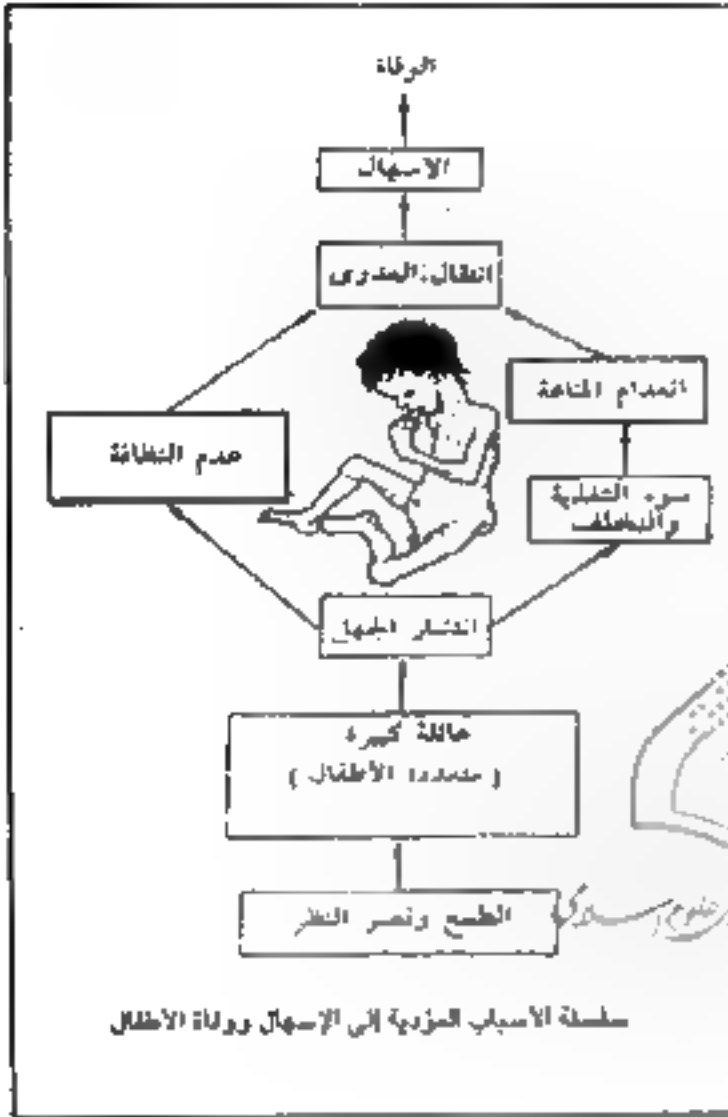 الوفاة
الاسهال
انتقال العدوى
انعدام المناعة
عدم النظافة
سوء التغذية
والتخلف
انتشار الجهل
عائلة كبيرة
( متعددة الأطفال )
الطمع وقصر النظر
سلسلة الأسباب المؤدية إلى الإسهال ووفاة الأطفال